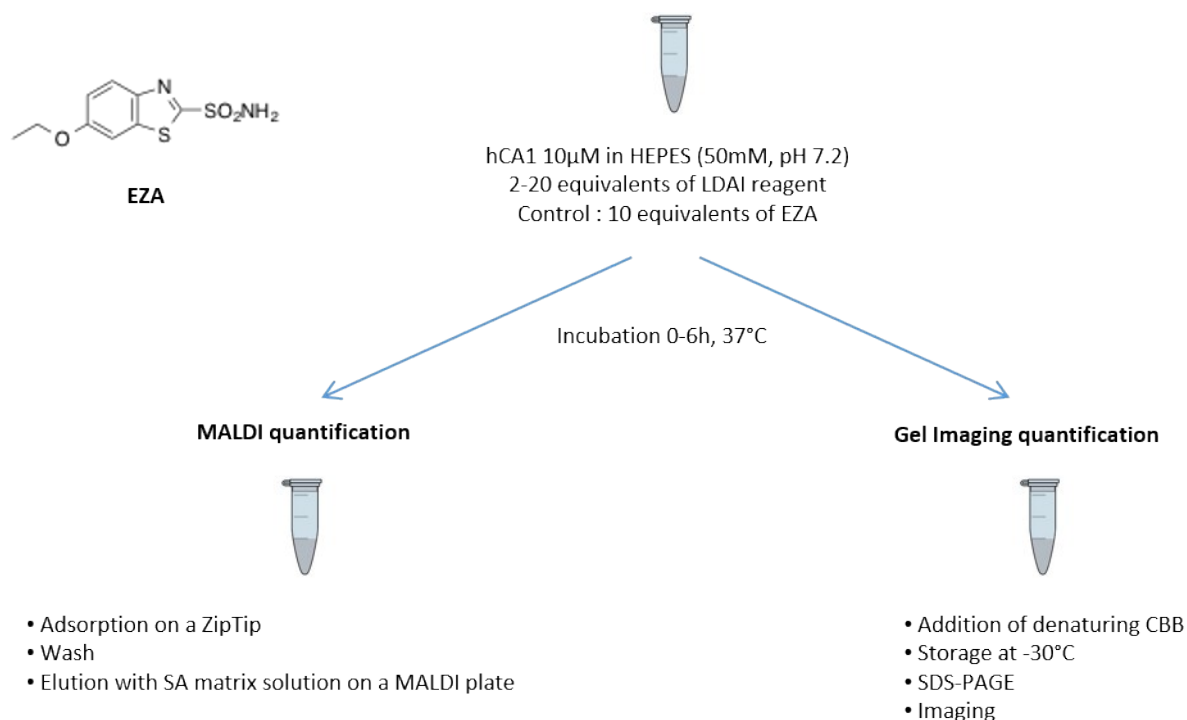 N
SO₂NH₂
S
O
EZA
hCA1 10µM in HEPES (50mM, pH 7.2)
2-20 equivalents of LDAI reagent
Control : 10 equivalents of EZA
Incubation 0-6h, 37°C
MALDI quantification
• Adsorption on a ZipTip
• Wash
• Elution with SA matrix solution on a MALDI plate
Gel Imaging quantification
• Addition of denaturing CBB
• Storage at -30°C
• SDS-PAGE
• Imaging